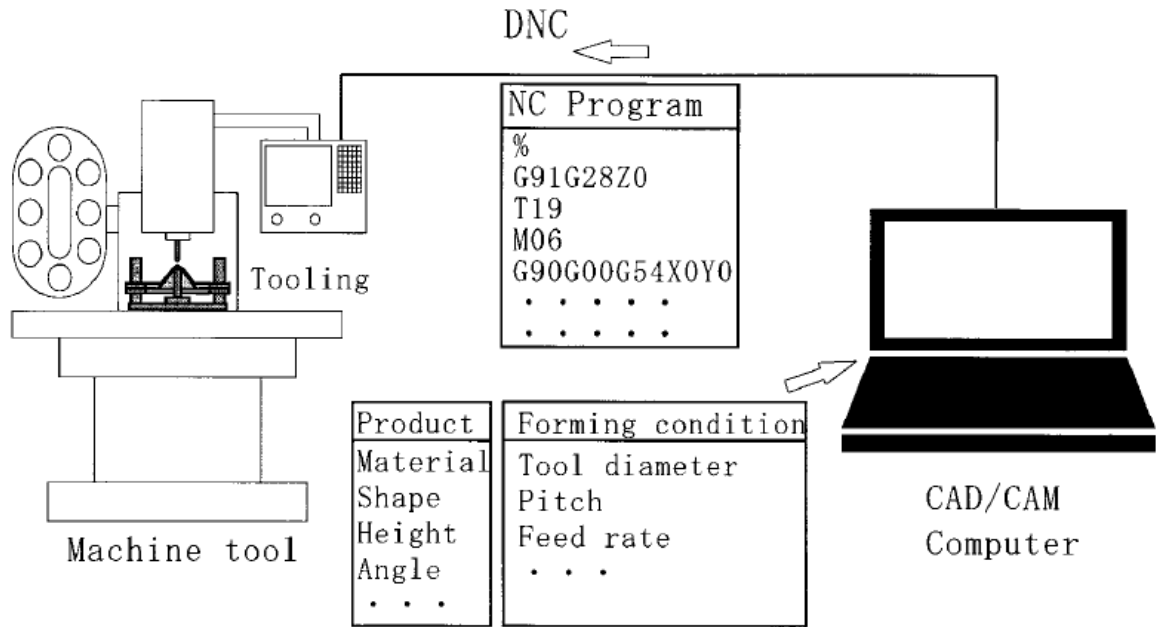 DNC
NC Program
%
G91G28Z0
T19
M06
G90G00G54X0Y0
. . . . .
. . . . .
Tooling
Machine tool
Product
Material
Shape
Height
Angle
. . .
Forming condition
Tool diameter
Pitch
Feed rate
. . .
CAD/CAM
Computer